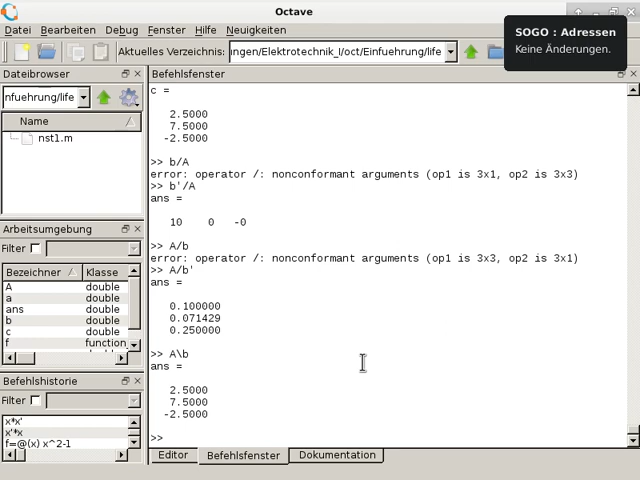 Octave
Datei Bearbeiten Debug Fenster Hilfe Neuigkeiten
SOGO : Adressen
Keine Änderungen.
Aktuelles Verzeichnis: ıngen/Elektrotechnik_I/oct/Einfuehrung/life
Dateibrowser
nfuehrung/life
Name
nst1.m
Arbeitsumgebung
Filter
Bezeichner Klasse
A double
a double
ans double
b double
c double
f function
Befehlshistorie
Filter
x*x'
x'*x
f=@(x) x^2-1
Befehlsfenster
c =
2.5000
7.5000
-2.5000
>> b/A
error: operator /: nonconformant arguments (op1 is 3x1, op2 is 3x3)
>> b'/A
ans =
10 0 -0
>> A/b
error: operator /: nonconformant arguments (op1 is 3x3, op2 is 3x1)
>> A/b'
ans =
0.100000
0.071429
0.250000
>> A\b
ans =
2.5000
7.5000
-2.5000
>>
Editor Befehlsfenster Dokumentation